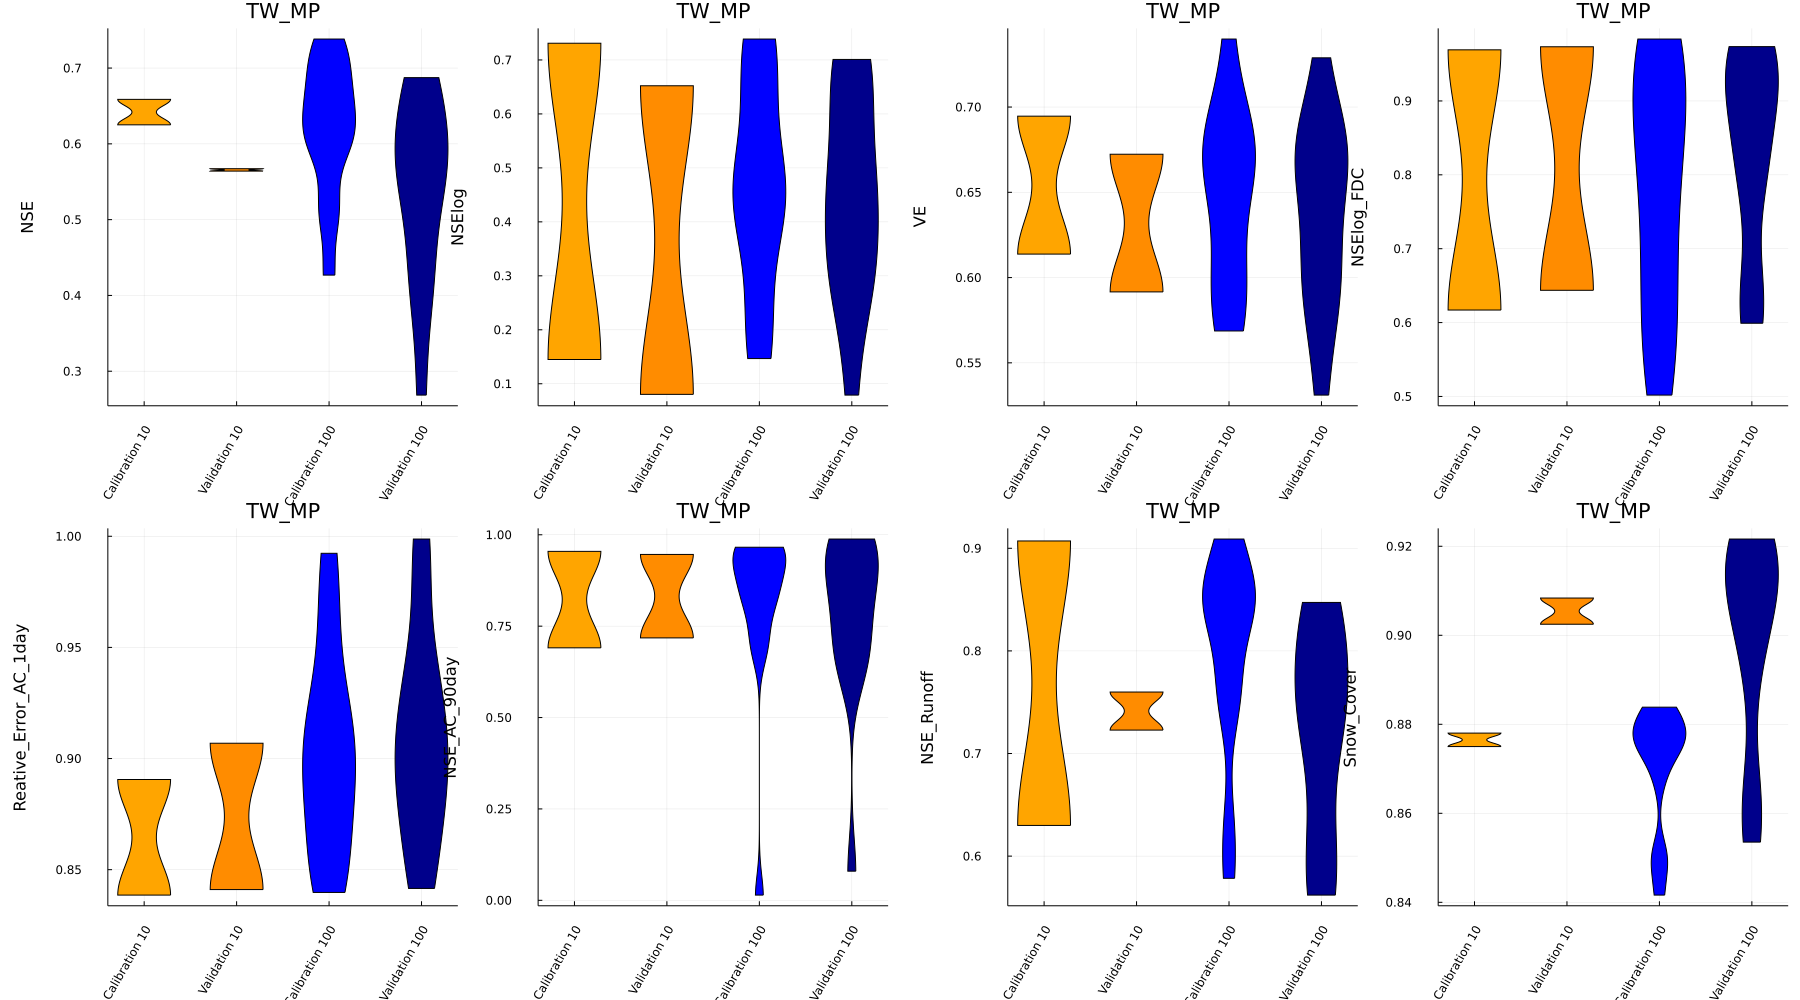 TW_MP
NSE
0.7
0.6
0.5
0.4
0.3
Calibration 10
Validation 10
Calibration 100
Validation 100
TW_MP
NSElog
0.7
0.6
0.5
0.4
0.3
0.2
0.1
Calibration 10
Validation 10
Calibration 100
Validation 100
TW_MP
VE
0.70
0.65
0.60
0.55
Calibration 10
Validation 10
Calibration 100
Validation 100
TW_MP
NSElog_FDC
0.9
0.8
0.7
0.6
0.5
Calibration 10
Validation 10
Calibration 100
Validation 100
TW_MP
Reative_Error_AC_1day
1.00
0.95
0.90
0.85
Calibration 10
Validation 10
Calibration 100
Validation 100
TW_MP
NSE_AC_90day
1.00
0.75
0.50
0.25
0.00
Calibration 10
Validation 10
Calibration 100
Validation 100
TW_MP
NSE_Runoff
0.9
0.8
0.7
0.6
Calibration 10
Validation 10
Calibration 100
Validation 100
TW_MP
Snow_Cover
0.92
0.90
0.88
0.86
0.84
Calibration 10
Validation 10
Calibration 100
Validation 100